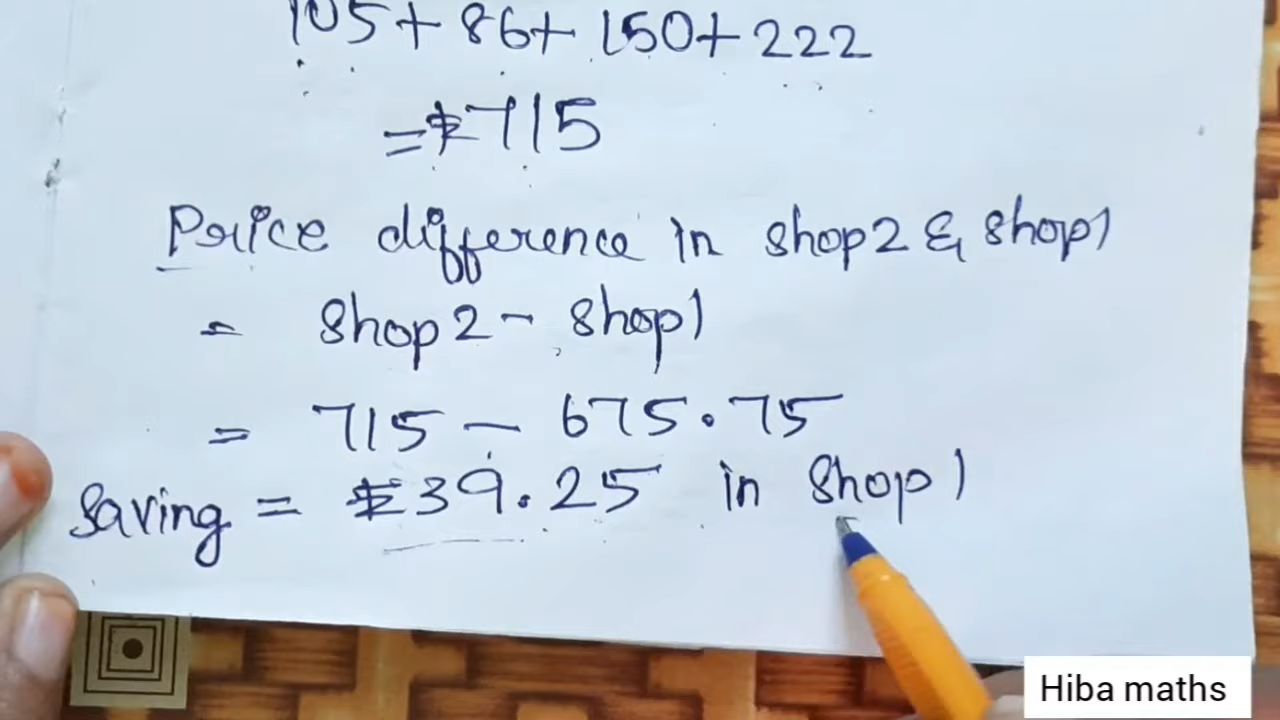 105+ 86+ 150+ 222
= ₹715
Price difference in shop2 & shop1
= shop2 - shop1
= 715 - 675.75
saving = ₹39.25 in shop1
Hiba maths